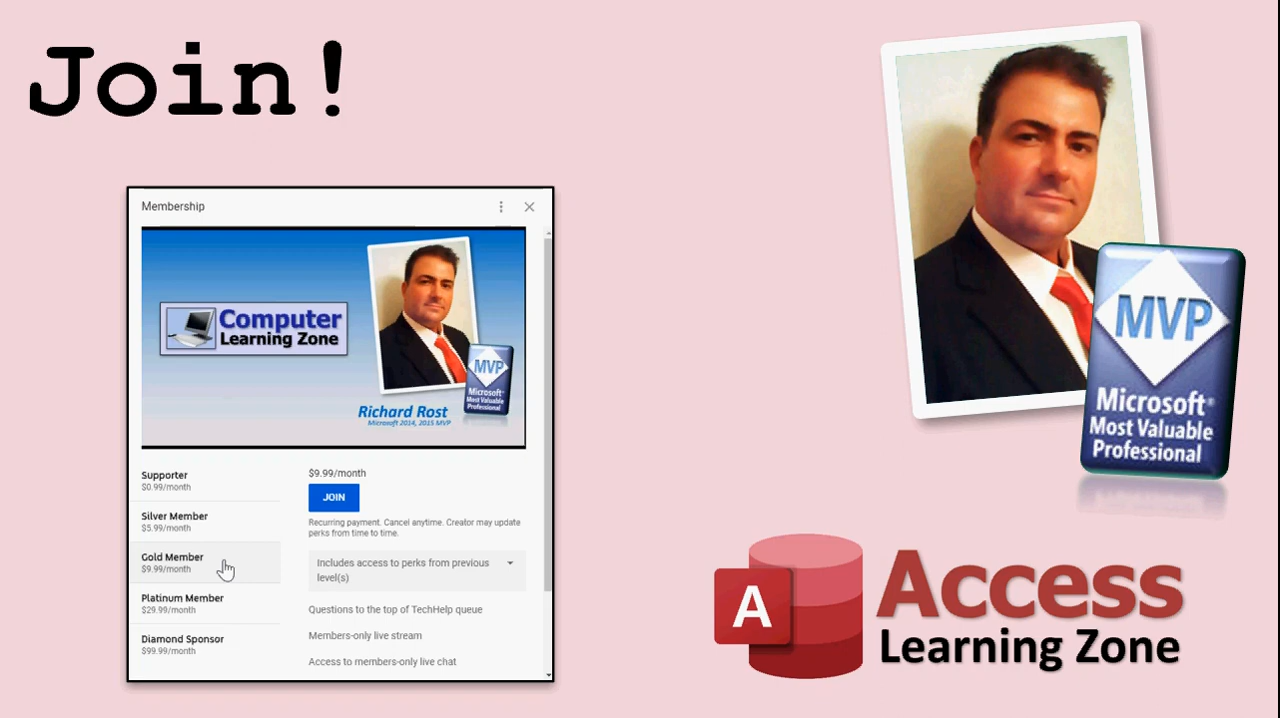 Join!
Membership
Computer
Learning Zone
MVP
Microsoft®
Most Valuable
Professional
Richard Rost
Microsoft 2014, 2015 MVP
Supporter
$0.99/month
Silver Member
$5.99/month
Gold Member
$9.99/month
Platinum Member
$29.99/month
Diamond Sponsor
$99.99/month
$9.99/month
JOIN
Recurring payment. Cancel anytime. Creator may update
perks from time to time.
Includes access to perks from previous
level(s)
Questions to the top of TechHelp queue
Members-only live stream
Access to members-only live chat
MVP
Microsoft®
Most Valuable
Professional
A
Access
Learning Zone